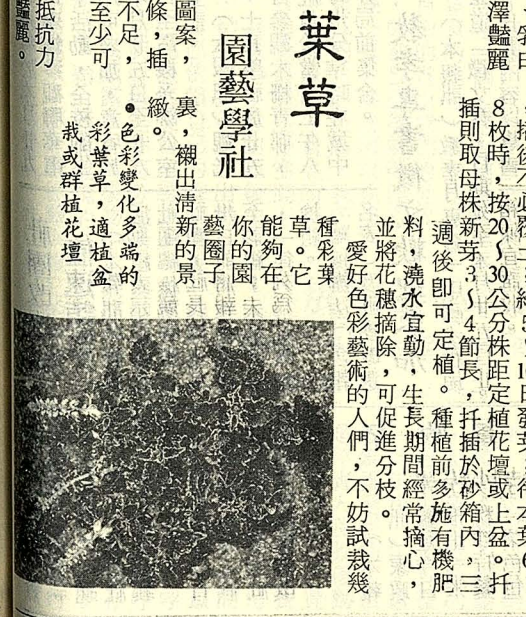 澤豔麗
葉草
園藝學社
圖案，
條，插
不足，
至少可
抵抗力
豔麗。
8枚時，按20〜30公分株距定植花壇或上盆。扦
插則取母株新芽3〜4節長，扦插於砂箱內，三
週後即可定植。種植前多施有機肥
料，澆水宜勤，生長期間經常摘心，
並將花穗摘除，可促進分枝。
愛好色彩藝術的人們，不妨試栽幾
種彩葉
草。它
能夠在
你的園
藝圈子
裏，襯出清新的景
緻。
●色彩變化多端的
彩葉草，適植盆
栽或群植花壇